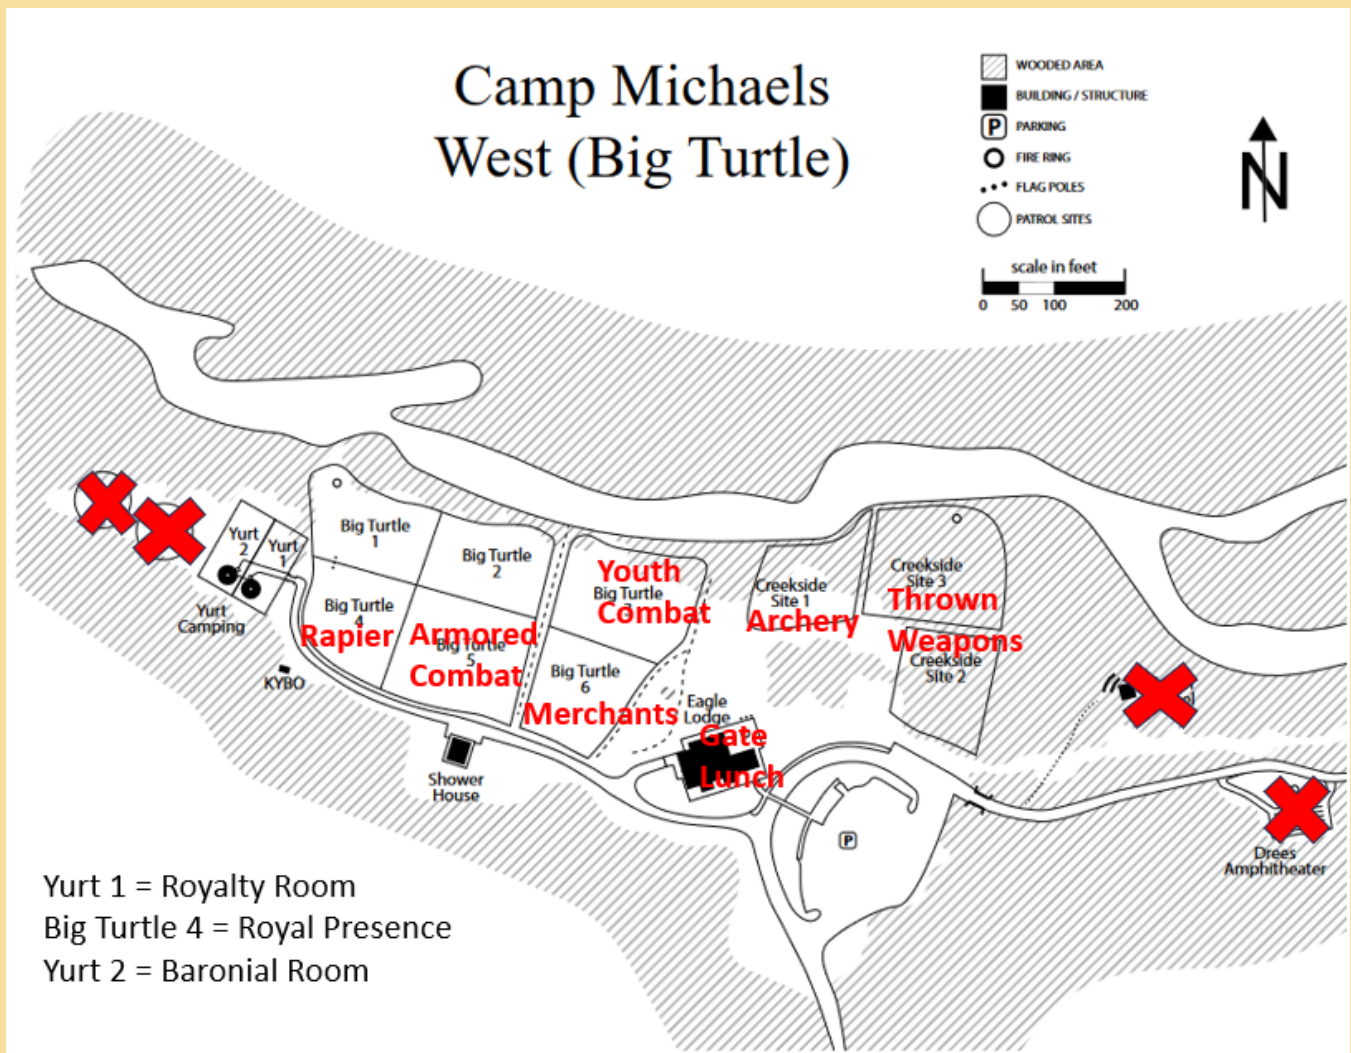 Camp Michaels
West (Big Turtle)
WOODED AREA
BUILDING / STRUCTURE
P PARKING
FIRE RING
FLAG POLES
PATROL SITES
N
scale in feet
0 50 100 200
Yurt
2
Yurt
1
Yurt
Camping
KYBO
Big Turtle
1
Big Turtle
2
Big Turtle
4
Rapier
Armored
Big Turtle
5
Combat
Youth
Big Turtle
3
Combat
Big Turtle
6
Merchants
Creekside
Site 1
Archery
Creekside
Site 3
Thrown
Weapons
Creekside
Site 2
Eagle
Lodge
Gate
Lunch
Shower
House
P
Drees
Amphitheater
Yurt 1 = Royalty Room
Big Turtle 4 = Royal Presence
Yurt 2 = Baronial Room